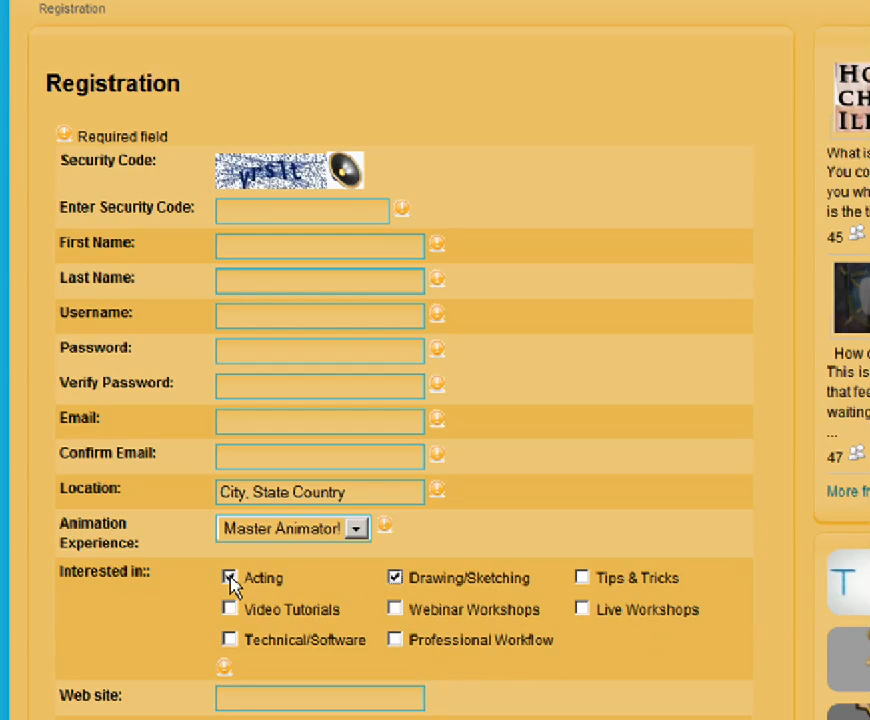 Registration
Registration
Required field
Security Code:
Enter Security Code:
First Name:
Last Name:
Username:
Password:
Verify Password:
Email:
Confirm Email:
Location: City, State Country
Animation Experience: Master Animator!
Interested in::
Acting Drawing/Sketching Tips & Tricks
Video Tutorials Webinar Workshops Live Workshops
Technical/Software Professional Workflow
Web site:
What is
You co
you wh
is the t
45
How
This is
that fee
waiting
...
47
More fr
T